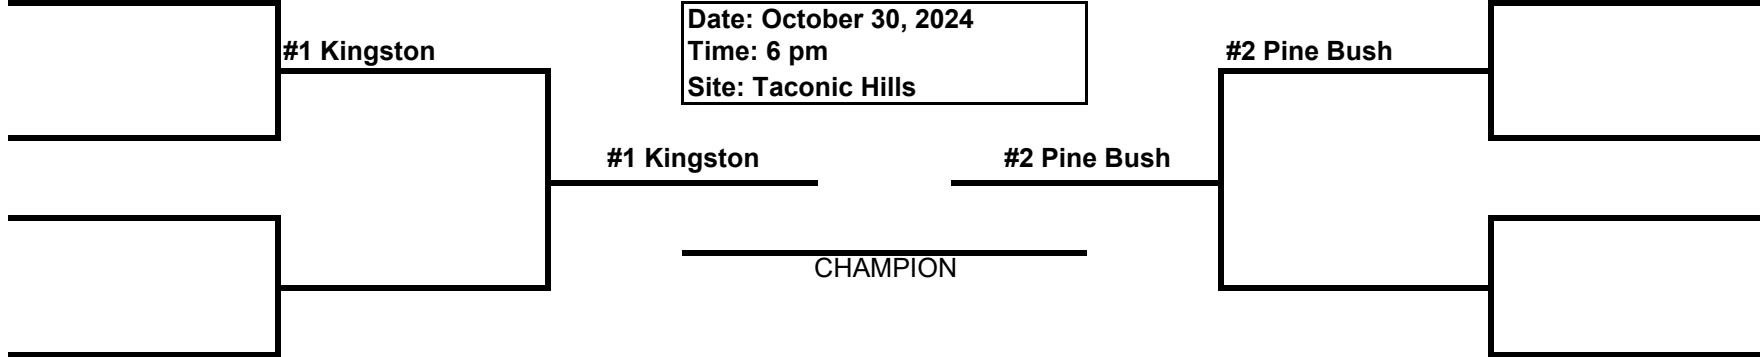 Date: October 30, 2024
#1 Kingston
Time: 6 pm
#2 Pine Bush
Site: Taconic Hills
#1 Kingston
#2 Pine Bush
CHAMPION